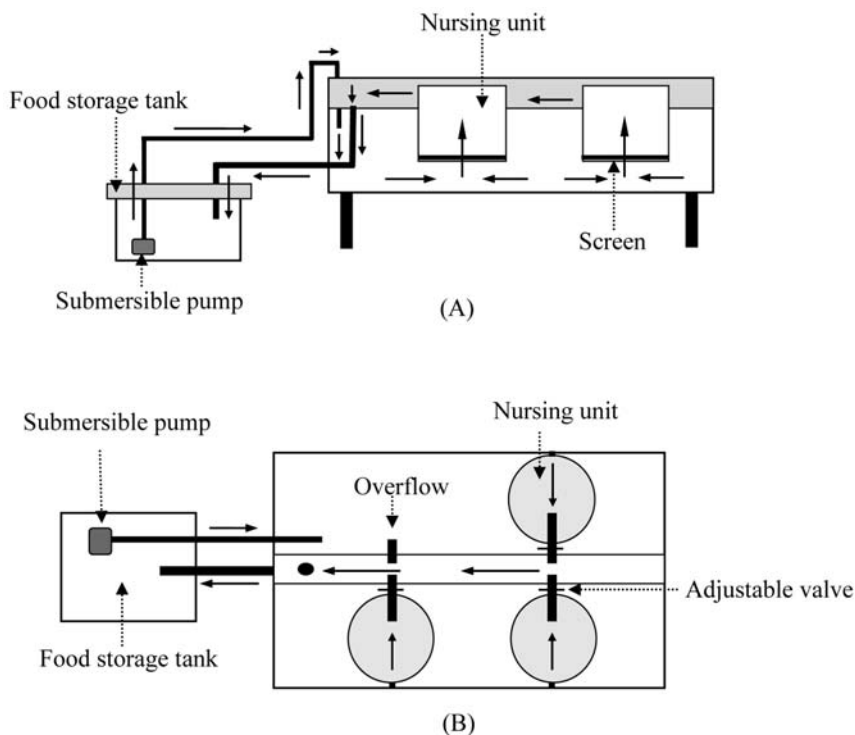 Nursing unit
Food storage tank
Screen
Submersible pump
(A)
Nursing unit
Submersible pump
Overflow
Adjustable valve
Food storage tank
(B)